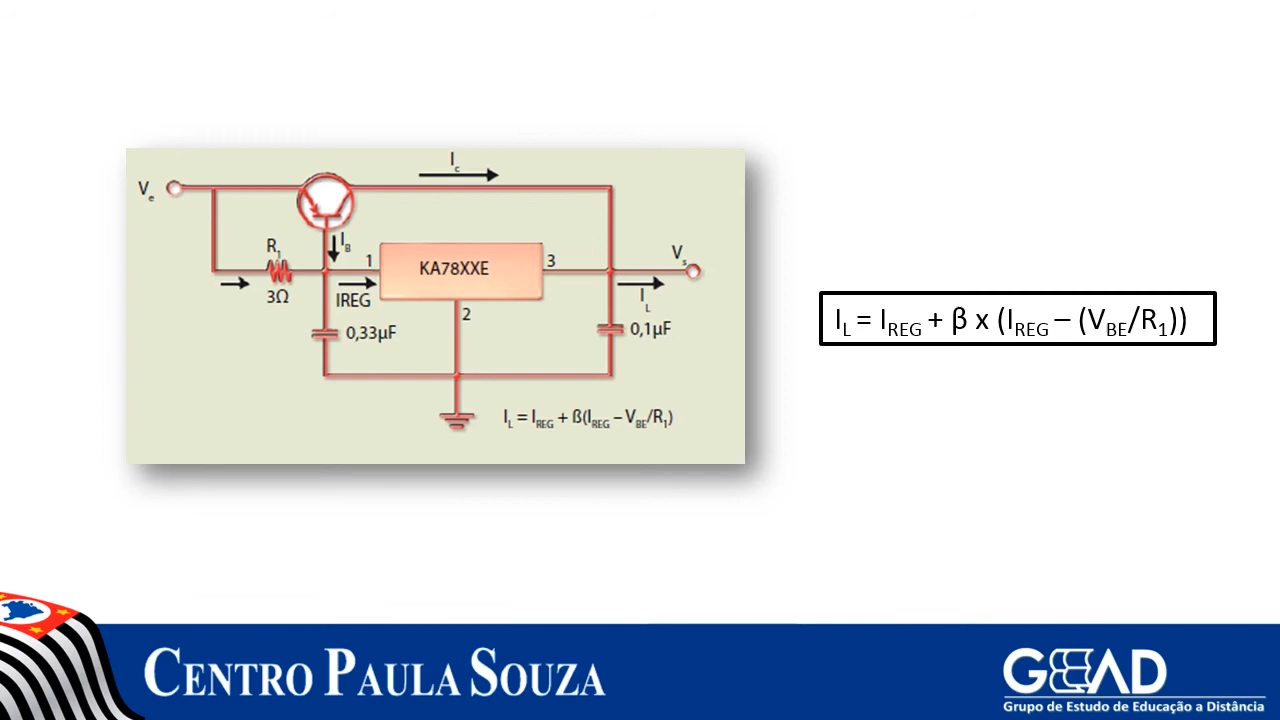 Ic
Ve
IB
R1
1
KA78XXE
3
Vs
3Ω
IREG
IL
2
0,33µF
0,1µF
IL = IREG + ß(IREG – VBE/R1)
IL = IREG + β x (IREG – (VBE/R1))
CENTRO PAULA SOUZA
GEEAD
Grupo de Estudo de Educação a Distância